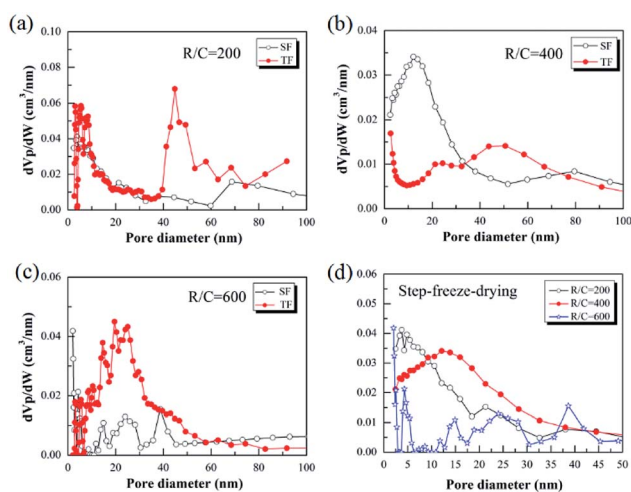 (a)
R/C=200
SF
TF
dVp/dW (cm³/nm)
0.10
0.08
0.06
0.04
0.02
0.00
0 20 40 60 80 100
Pore diameter (nm)
(b)
R/C=400
SF
TF
dVp/dW (cm³/nm)
0.04
0.03
0.02
0.01
0.00
0 20 40 60 80 100
Pore diameter (nm)
(c)
R/C=600
SF
TF
dVp/dW (cm³/nm)
0.06
0.04
0.02
0.00
0 20 40 60 80 100
Pore diameter (nm)
(d)
Step-freeze-drying
R/C=200
R/C=400
R/C=600
dVp/dW (cm³/nm)
0.06
0.05
0.04
0.03
0.02
0.01
0.00
0 5 10 15 20 25 30 35 40 45 50
Pore diameter (nm)